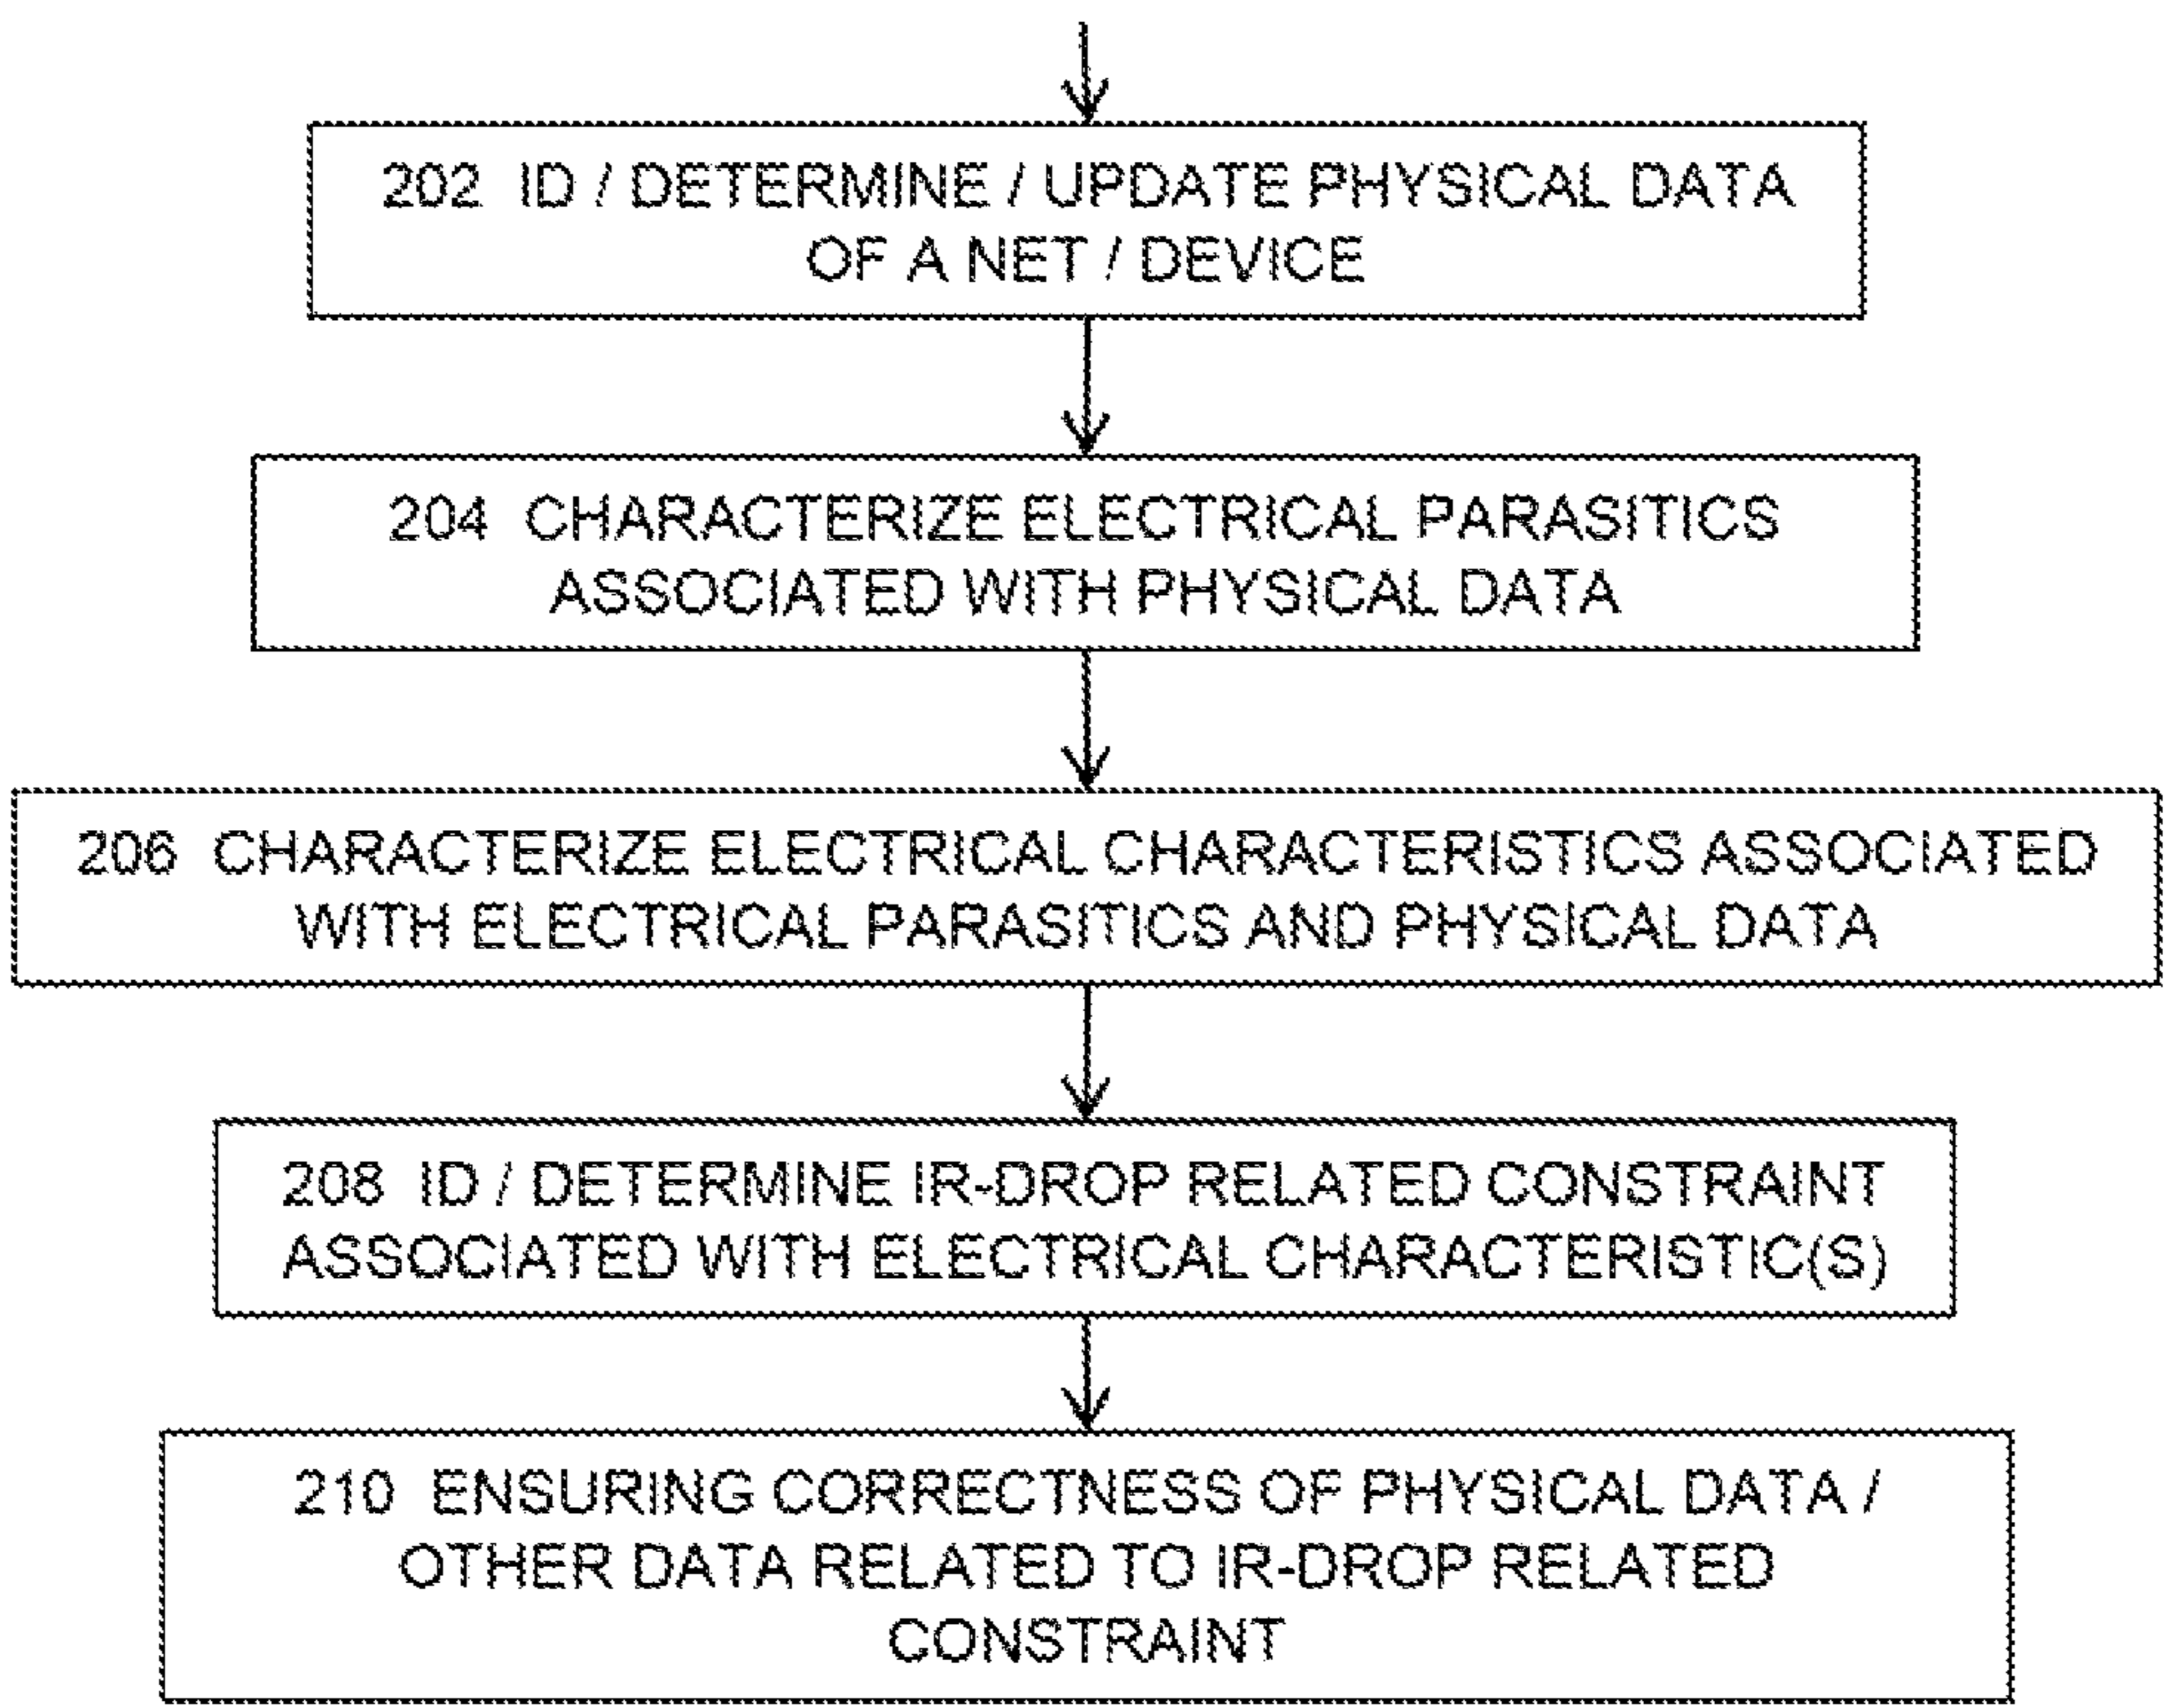 202 ID / DETERMINE / UPDATE PHYSICAL DATA
OF A NET / DEVICE
204 CHARACTERIZE ELECTRICAL PARASITICS
ASSOCIATED WITH PHYSICAL DATA
206 CHARACTERIZE ELECTRICAL CHARACTERISTICS ASSOCIATED
WITH ELECTRICAL PARASITICS AND PHYSICAL DATA
208 ID / DETERMINE IR-DROP RELATED CONSTRAINT
ASSOCIATED WITH ELECTRICAL CHARACTERISTIC(S)
210 ENSURING CORRECTNESS OF PHYSICAL DATA /
OTHER DATA RELATED TO IR-DROP RELATED
CONSTRAINT